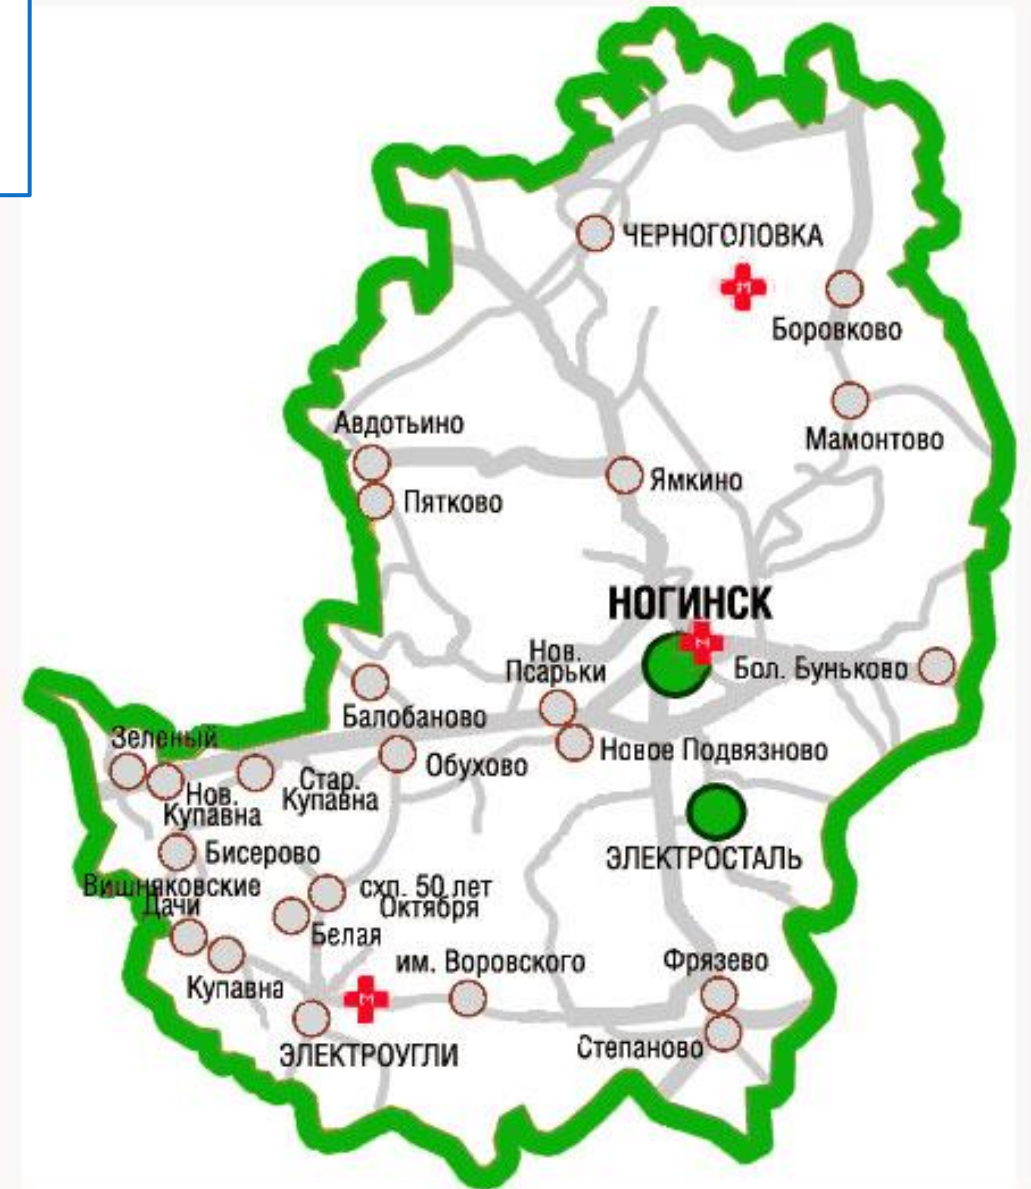 ЧЕРНОГОЛОВКА
М
Боровково
Мамонтово
Авдотьино
Ямкино
Пятково
НОГИНСК
М
Нов.
Псарьки
Бол. Буньково
Балобаново
Зеленый
Новое Подвязново
Обухово
Стар.
Купавна
Нов.
Купавна
Бисерово
ЭЛЕКТРОСТАЛЬ
Вишняковские
Дачи
схп. 50 лет
Октября
Белая
им. Воровского
Фрязево
Купавна
М
Степаново
ЭЛЕКТРОУГЛИ